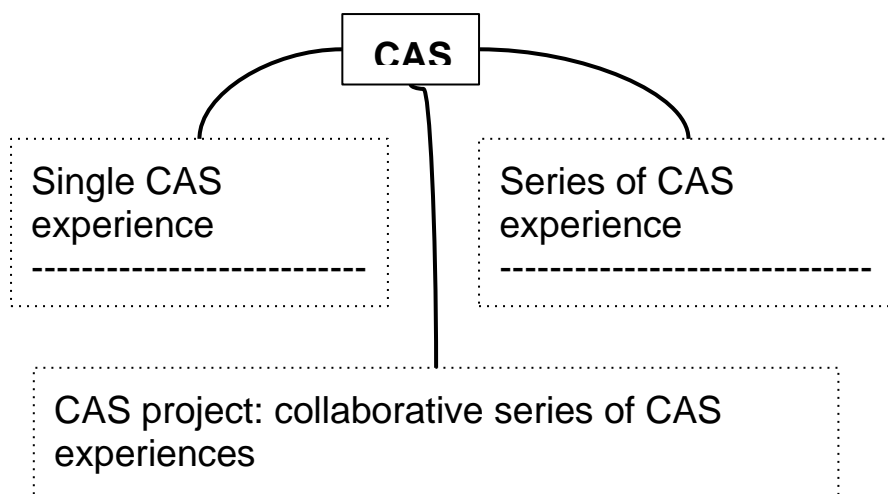 CAS
Single CAS
experience
---------------------------
Series of CAS
experience
------------------------------
CAS project: collaborative series of CAS
experiences